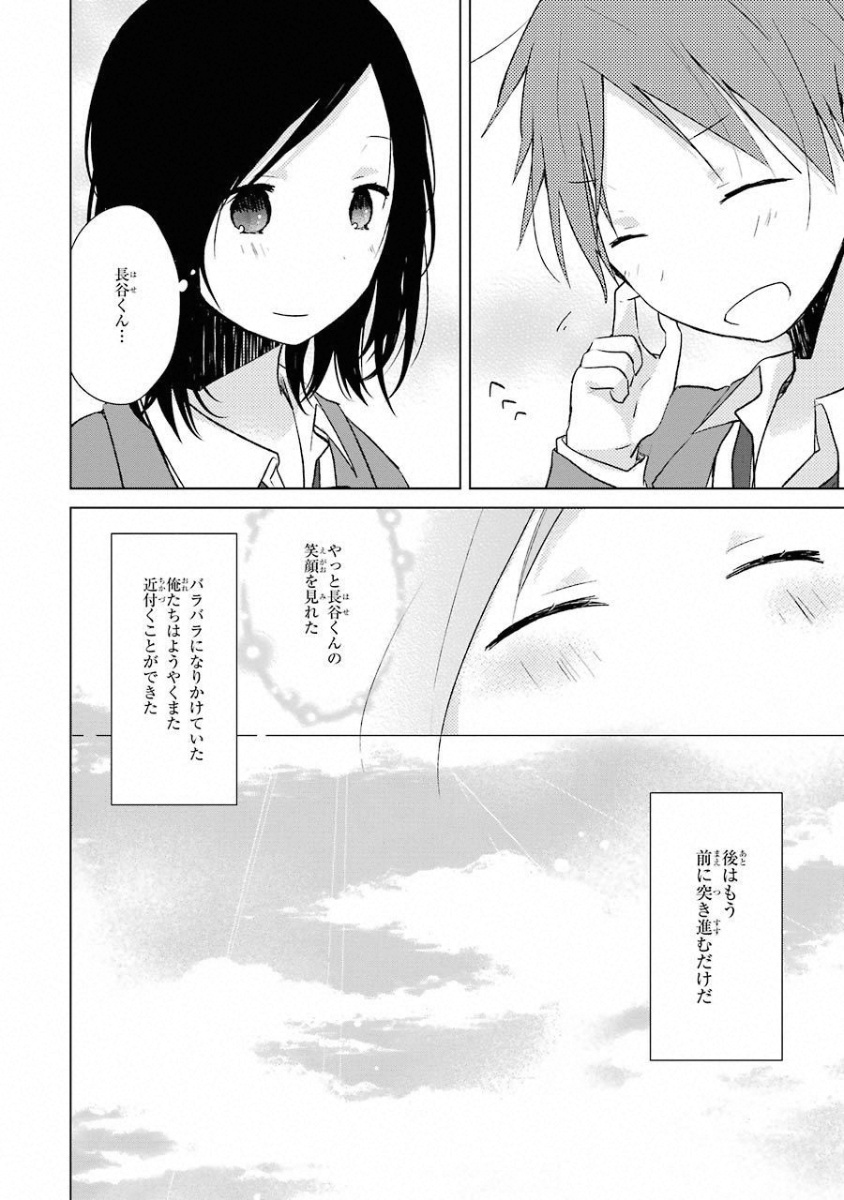 長谷くん…
やっと長谷くんの
笑顔を見れた
バラバラになりかけていた
俺たちはようやくまた
近付くことができた
後はもう
前に突き進むだけだ